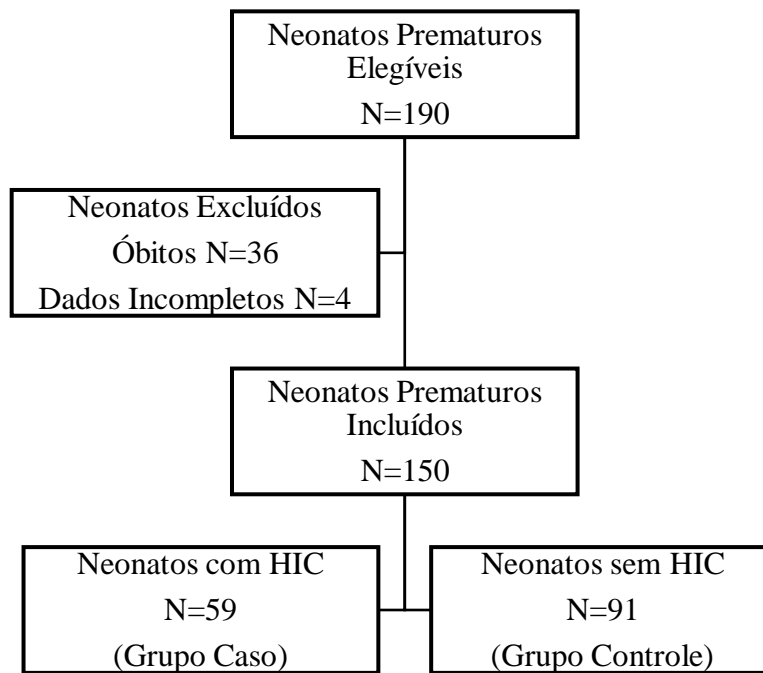 Neonatos Prematuros
Elegíveis
N=190
Neonatos Excluídos
Óbitos N=36
Dados Incompletos N=4
Neonatos Prematuros
Incluídos
N=150
Neonatos com HIC
N=59
(Grupo Caso)
Neonatos sem HIC
N=91
(Grupo Controle)